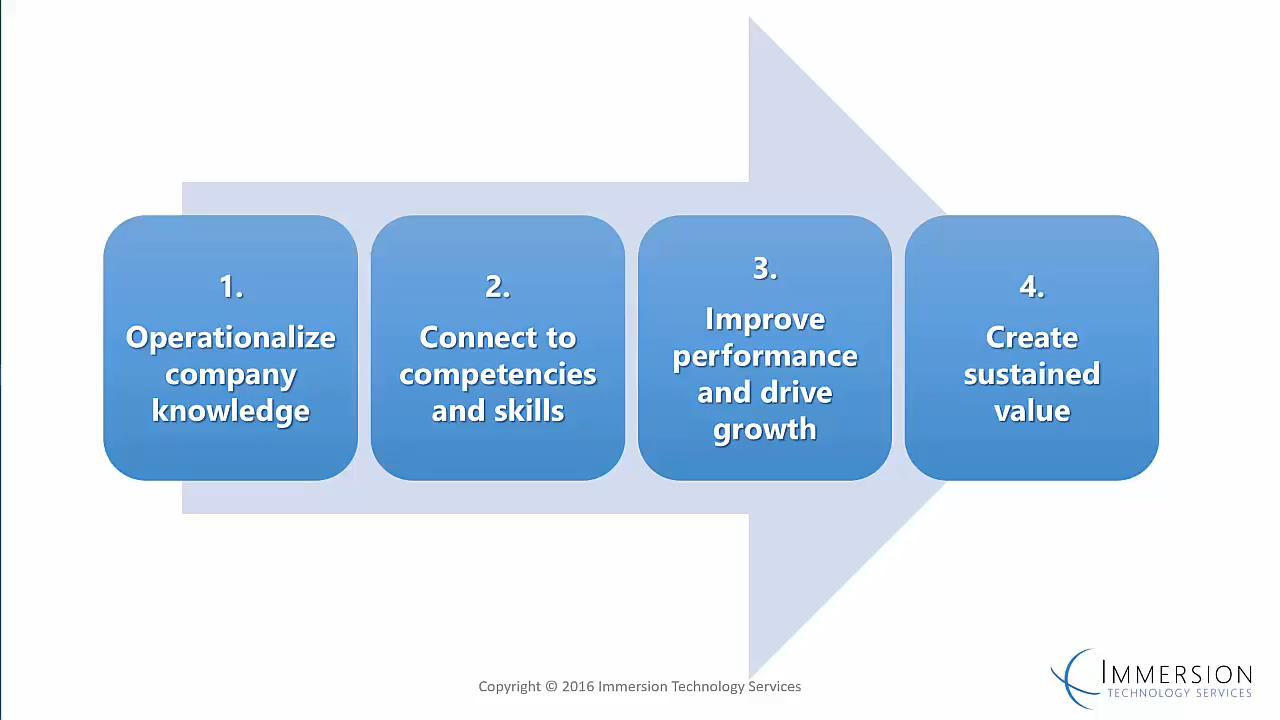 1.
Operationalize
company
knowledge
2.
Connect to
competencies
and skills
3.
Improve
performance
and drive
growth
4.
Create
sustained
value
Copyright © 2016 Immersion Technology Services
IMMERSION
TECHNOLOGY SERVICES